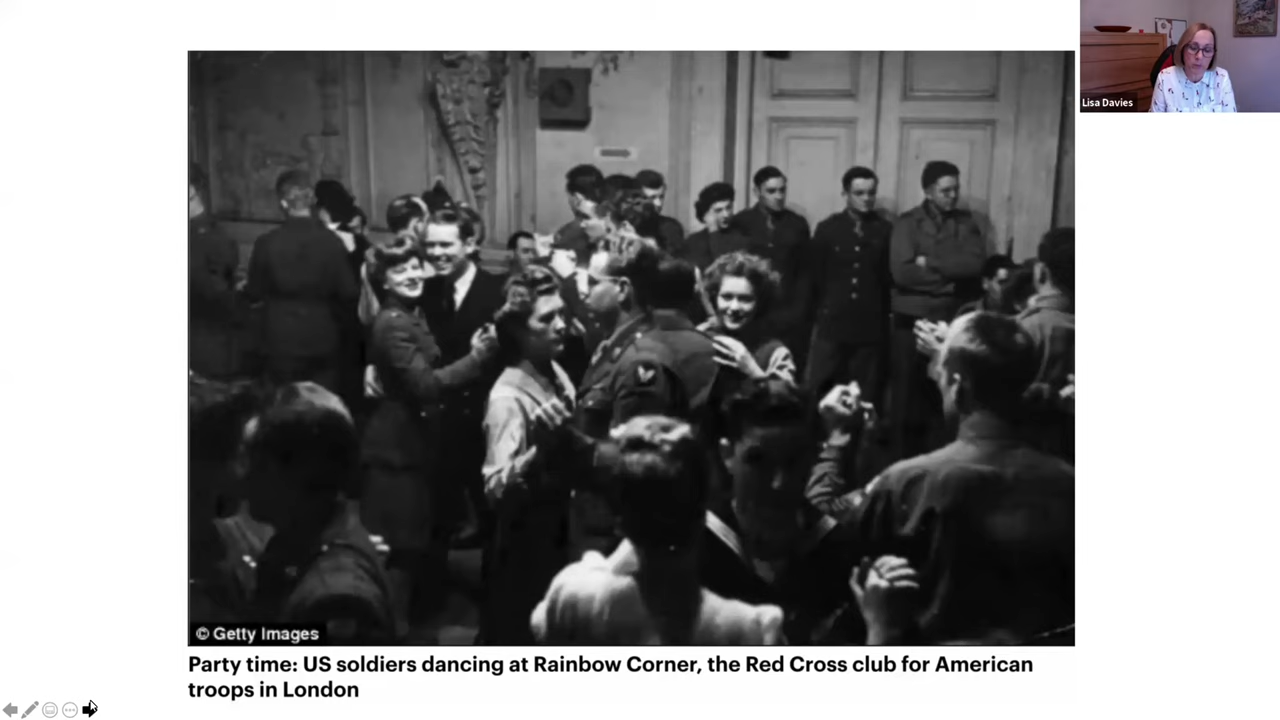 Lisa Davies
© Getty Images
Party time: US soldiers dancing at Rainbow Corner, the Red Cross club for American
troops in London